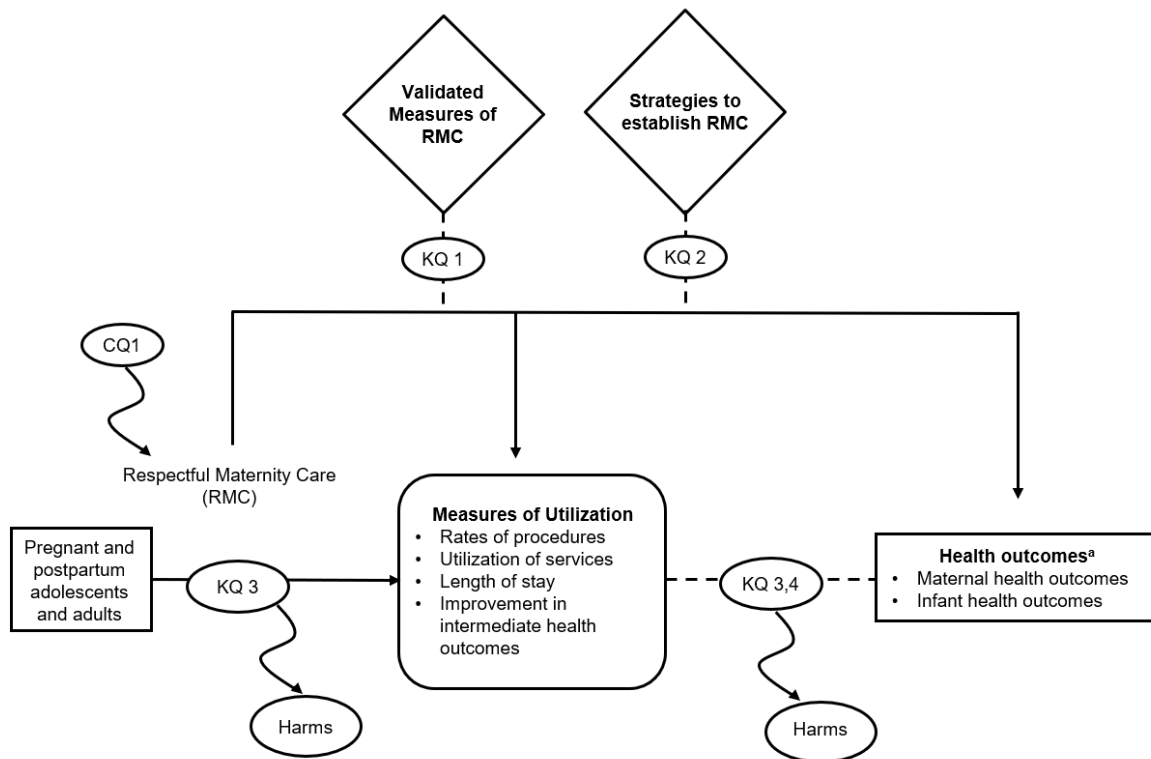 Validated
Measures of
RMC
Strategies to
establish RMC
KQ 1
KQ 2
CQ1
Respectful Maternity Care
(RMC)
Pregnant and
postpartum
adolescents
and adults
KQ 3
Measures of Utilization
• Rates of procedures
• Utilization of services
• Length of stay
• Improvement in
intermediate health
outcomes
KQ 3,4
Health outcomesᵃ
• Maternal health outcomes
• Infant health outcomes
Harms
Harms